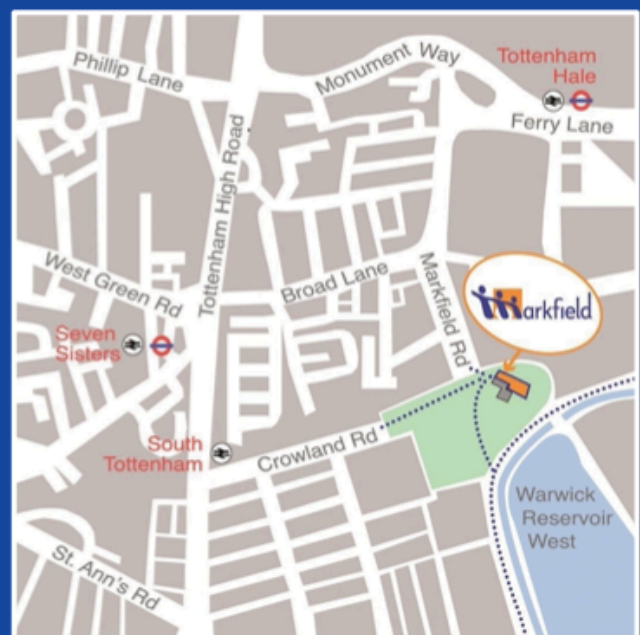 Phillip Lane
Monument Way
Tottenham
Hale
Ferry Lane
Tottenham High Road
West Green Rd
Broad Lane
Markfield Rd
markfield
Seven
Sisters
South
Tottenham
Crowland Rd
Warwick
Reservoir
West
St. Ann's Rd